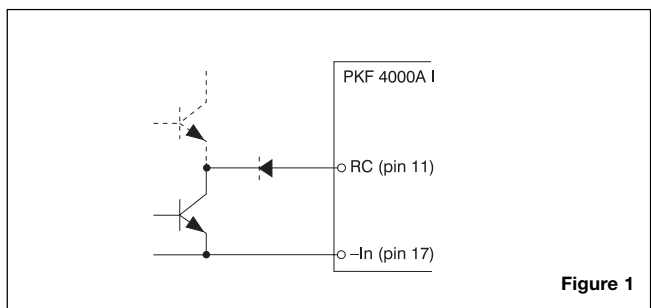 PKF 4000A I
RC (pin 11)
–In (pin 17)
Figure 1